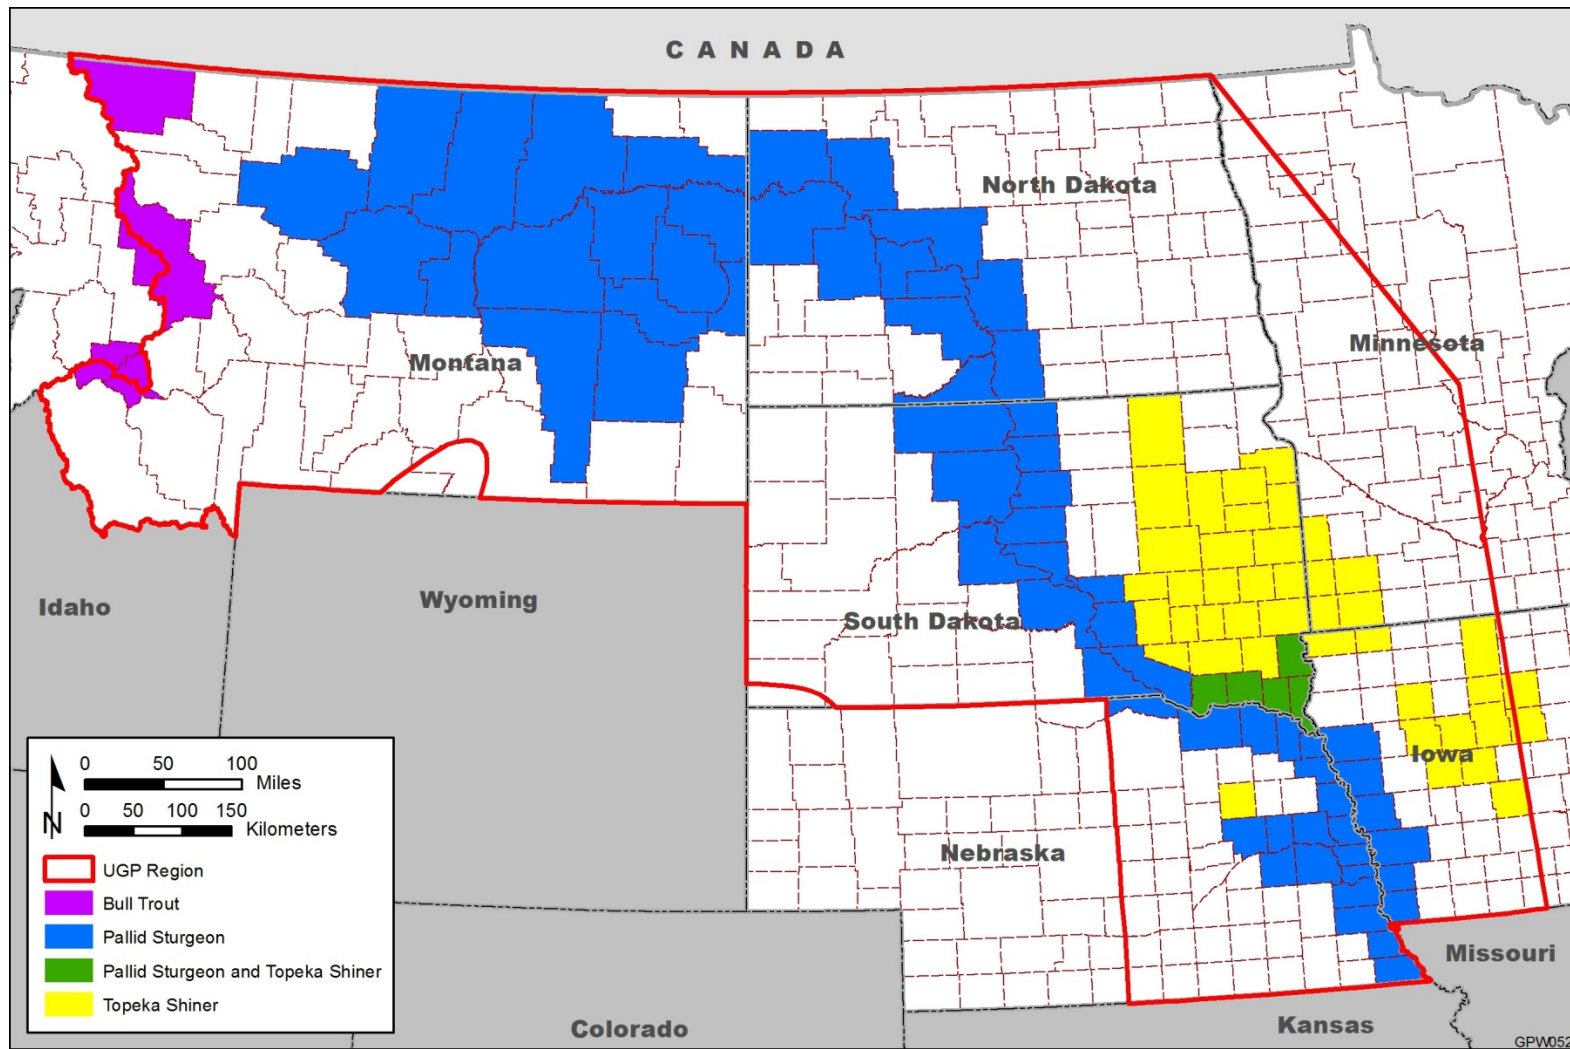 CANADA
North Dakota
Minnesota
Montana
Idaho
Wyoming
South Dakota
Iowa
Nebraska
Missouri
Colorado
Kansas
0 50 100
Miles
0 50 100 150
Kilometers
N
UGP Region
Bull Trout
Pallid Sturgeon
Pallid Sturgeon and Topeka Shiner
Topeka Shiner
GPW052